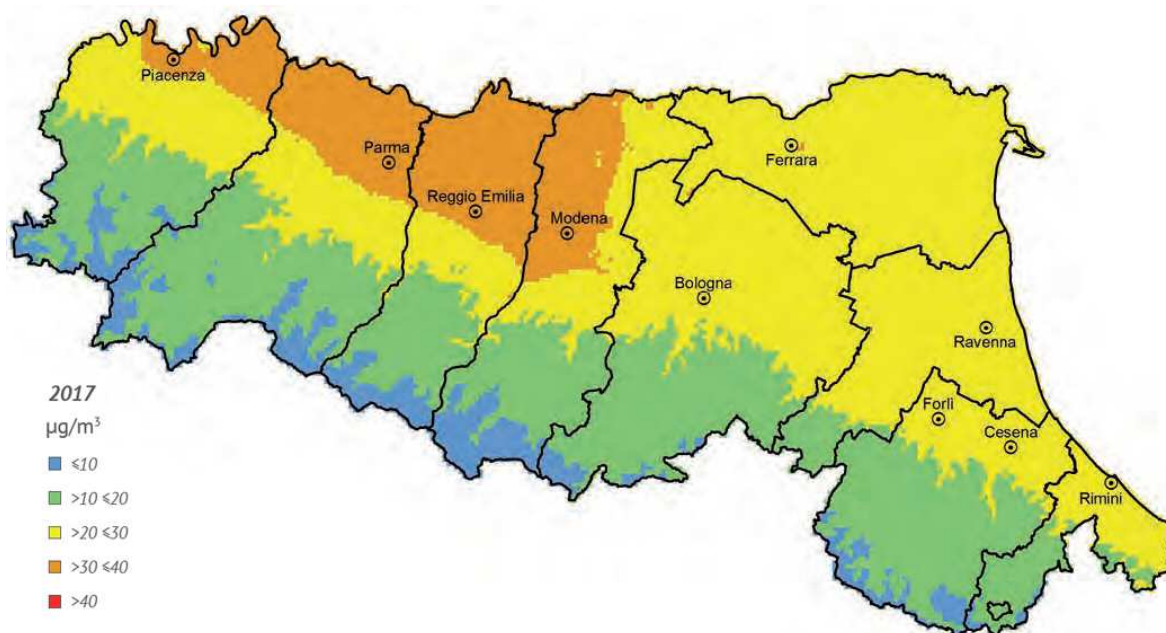 Piacenza
Parma
Ferrara
Reggio Emilia
Modena
Bologna
Ravenna
Forlì
Cesena
Rimini
2017
µg/m³
≤10
>10 ≤20
>20 ≤30
>30 ≤40
>40